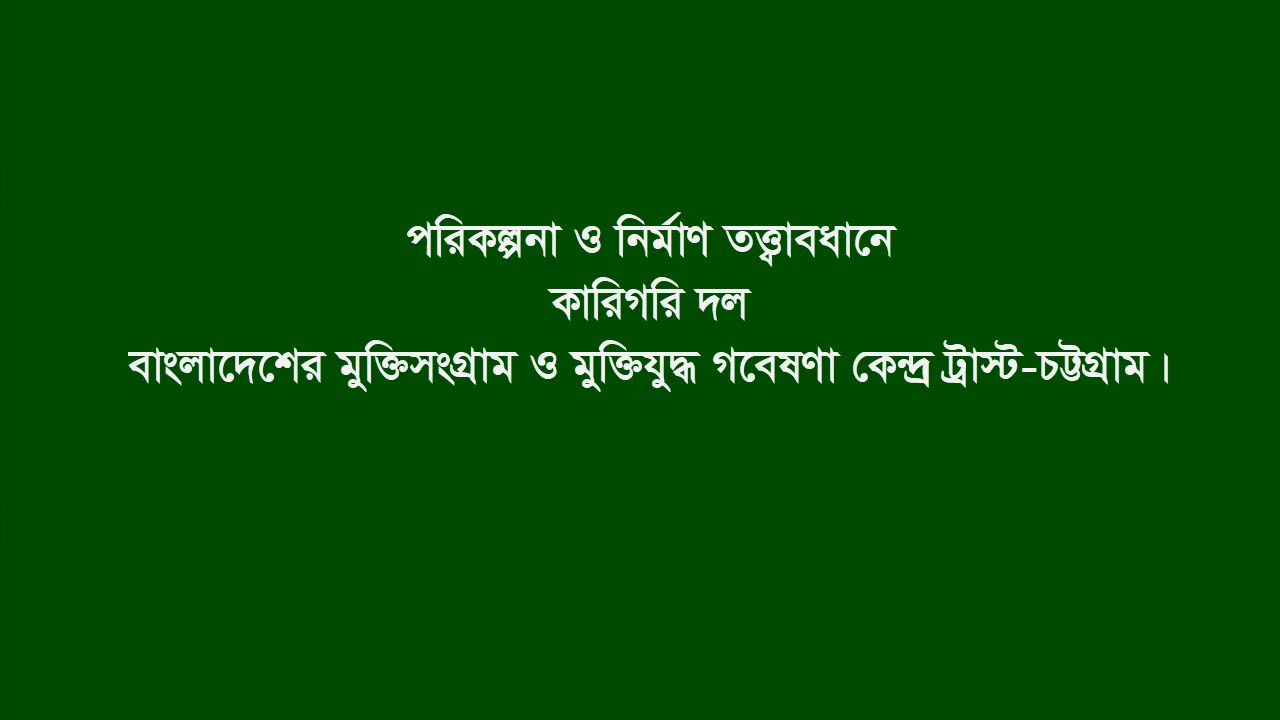 পরিকল্পনা ও নির্মাণ তত্ত্বাবধানে
কারিগরি দল
বাংলাদেশের মুক্তিসংগ্রাম ও মুক্তিযুদ্ধ গবেষণা কেন্দ্র ট্রাস্ট-চট্টগ্রাম।